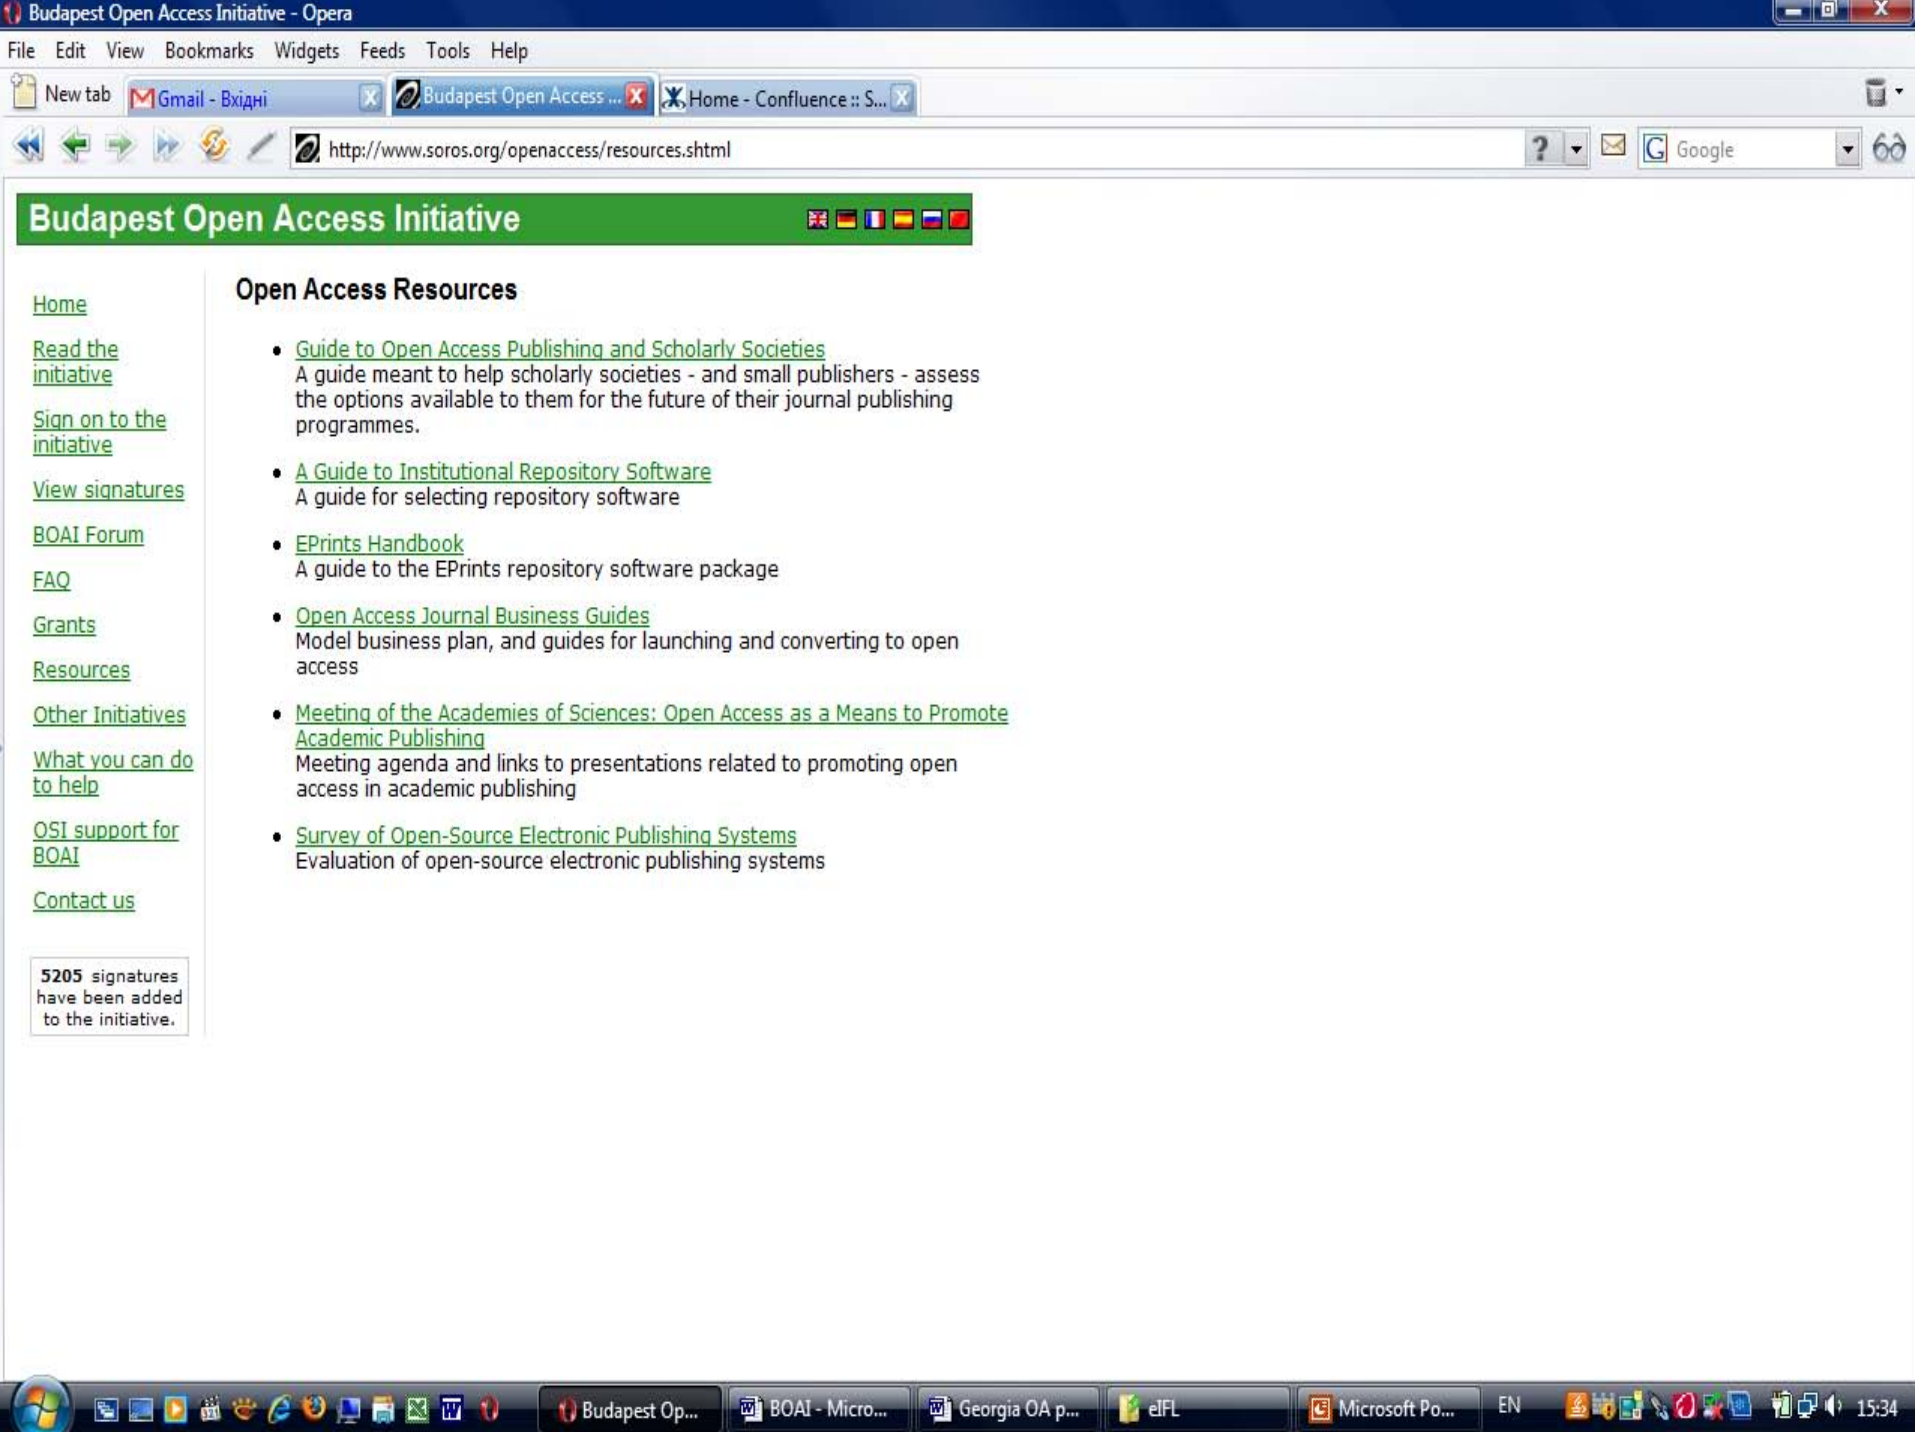 Budapest Open Access Initiative - Opera
File Edit View Bookmarks Widgets Feeds Tools Help
New tab Gmail - Вхідні Budapest Open Access ... Home - Confluence :: S...
http://www.soros.org/openaccess/resources.shtml ? Google
Budapest Open Access Initiative
Home
Read the
initiative
Sign on to the
initiative
View signatures
BOAI Forum
FAQ
Grants
Resources
Other Initiatives
What you can do
to help
OSI support for
BOAI
Contact us
5205 signatures
have been added
to the initiative.
Open Access Resources
Guide to Open Access Publishing and Scholarly Societies
A guide meant to help scholarly societies - and small publishers - assess
the options available to them for the future of their journal publishing
programmes.
A Guide to Institutional Repository Software
A guide for selecting repository software
EPrints Handbook
A guide to the EPrints repository software package
Open Access Journal Business Guides
Model business plan, and guides for launching and converting to open
access
Meeting of the Academies of Sciences: Open Access as a Means to Promote
Academic Publishing
Meeting agenda and links to presentations related to promoting open
access in academic publishing
Survey of Open-Source Electronic Publishing Systems
Evaluation of open-source electronic publishing systems
Budapest Op... BOAI - Micro... Georgia OA p... eIFL Microsoft Po... EN 15:34